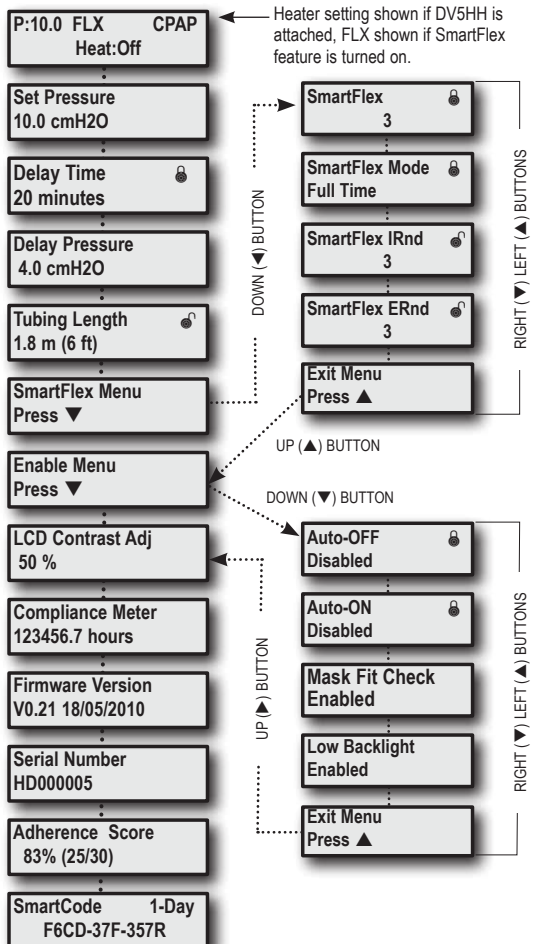 P:10.0 FLX CPAP
Heat:Off
Heater setting shown if DV5HH is
attached, FLX shown if SmartFlex
feature is turned on.
Set Pressure
10.0 cmH2O
Delay Time
20 minutes
Delay Pressure
4.0 cmH2O
Tubing Length
1.8 m (6 ft)
SmartFlex Menu
Press ▼
Enable Menu
Press ▼
LCD Contrast Adj
50 %
Compliance Meter
123456.7 hours
Firmware Version
V0.21 18/05/2010
Serial Number
HD000005
Adherence Score
83% (25/30)
SmartCode 1-Day
F6CD-37F-357R
DOWN (◀) BUTTON
SmartFlex
3
SmartFlex Mode
Full Time
SmartFlex IRnd
3
SmartFlex ERnd
3
Exit Menu
Press ▲
RIGHT (▼) LEFT (▲) BUTTONS
UP (▲) BUTTON
DOWN (▼) BUTTON
Auto-OFF
Disabled
Auto-ON
Disabled
Mask Fit Check
Enabled
Low Backlight
Enabled
Exit Menu
Press ▲
UP (▶) BUTTON
RIGHT (▼) LEFT (▲) BUTTONS